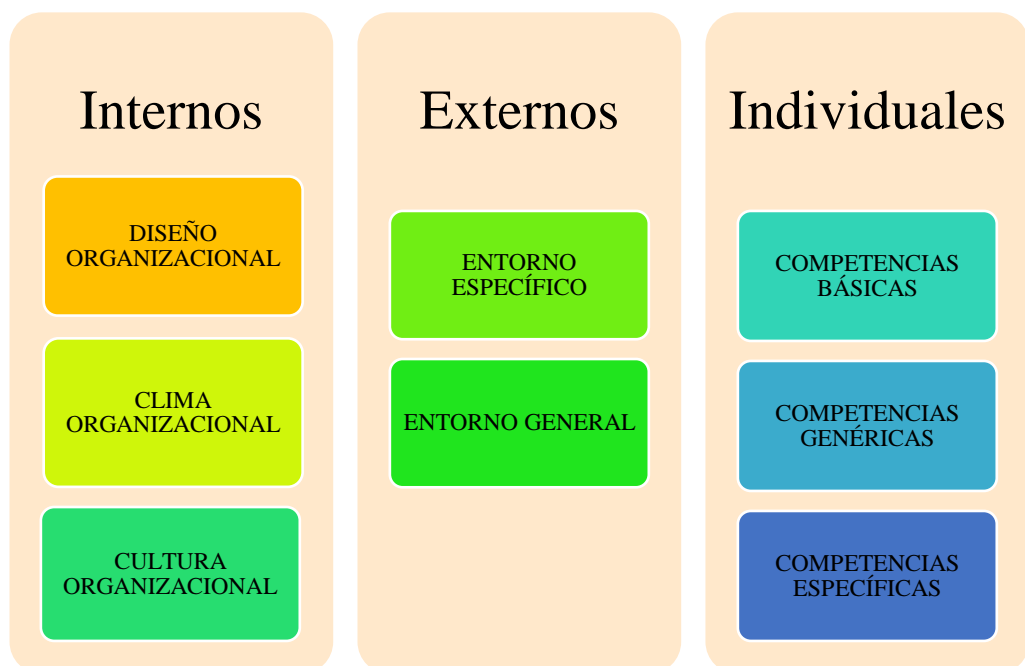 Internos
DISEÑO
ORGANIZACIONAL
CLIMA
ORGANIZACIONAL
CULTURA
ORGANIZACIONAL
Externos
ENTORNO
ESPECÍFICO
ENTORNO GENERAL
Individuales
COMPETENCIAS
BÁSICAS
COMPETENCIAS
GENÉRICAS
COMPETENCIAS
ESPECÍFICAS